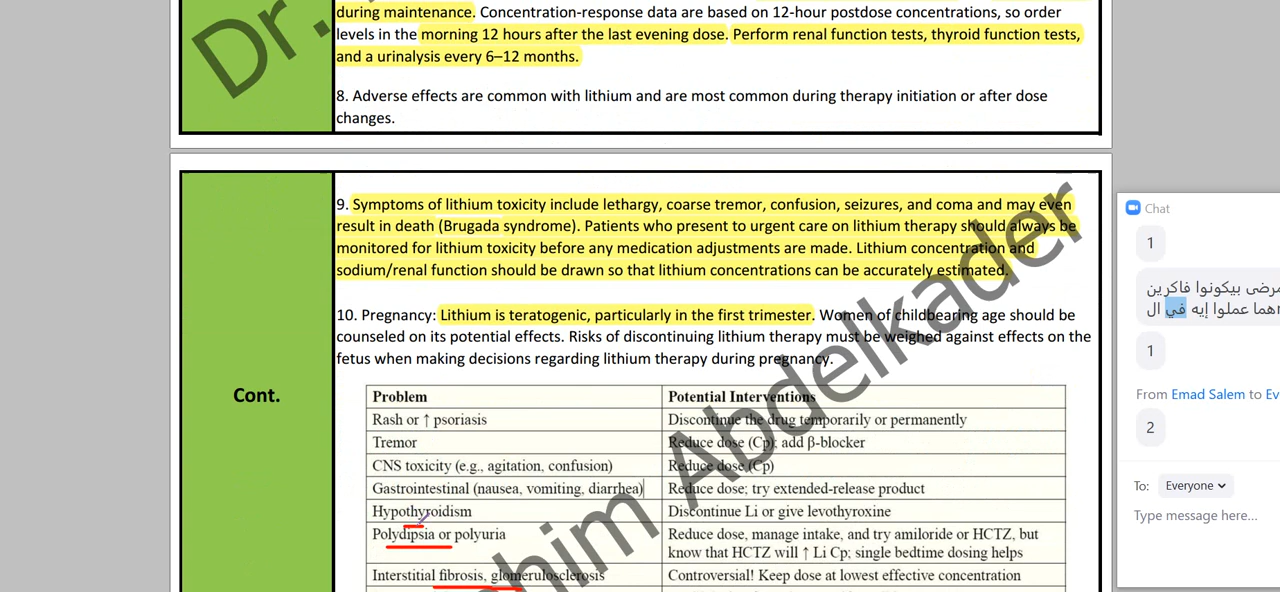 during maintenance. Concentration-response data are based on 12-hour postdose concentrations, so order
levels in the morning 12 hours after the last evening dose. Perform renal function tests, thyroid function tests,
and a urinalysis every 6–12 months.
8. Adverse effects are common with lithium and are most common during therapy initiation or after dose
changes.
9. Symptoms of lithium toxicity include lethargy, coarse tremor, confusion, seizures, and coma and may even
result in death (Brugada syndrome). Patients who present to urgent care on lithium therapy should always be
monitored for lithium toxicity before any medication adjustments are made. Lithium concentration and
sodium/renal function should be drawn so that lithium concentrations can be accurately estimated.
10. Pregnancy: Lithium is teratogenic, particularly in the first trimester. Women of childbearing age should be
counseled on its potential effects. Risks of discontinuing lithium therapy must be weighed against effects on the
fetus when making decisions regarding lithium therapy during pregnancy.
Cont.
Problem Potential Interventions
Rash or ↑ psoriasis Discontinue the drug temporarily or permanently
Tremor Reduce dose (Cp); add β-blocker
CNS toxicity (e.g., agitation, confusion) Reduce dose (Cp)
Gastrointestinal (nausea, vomiting, diarrhea) Reduce dose; try extended-release product
Hypothyroidism Discontinue Li or give levothyroxine
Polydipsia or polyuria Reduce dose, manage intake, and try amiloride or HCTZ, but
know that HCTZ will ↑ Li Cp; single bedtime dosing helps
Interstitial fibrosis, glomerulosclerosis Controversial! Keep dose at lowest effective concentration
Dr.
him Abdelkader
Chat
1
مرضى بيكونوا فاكرين
هما عملوا إيه في ال
1
From Emad Salem to Ev
2
To: Everyone
Type message here...